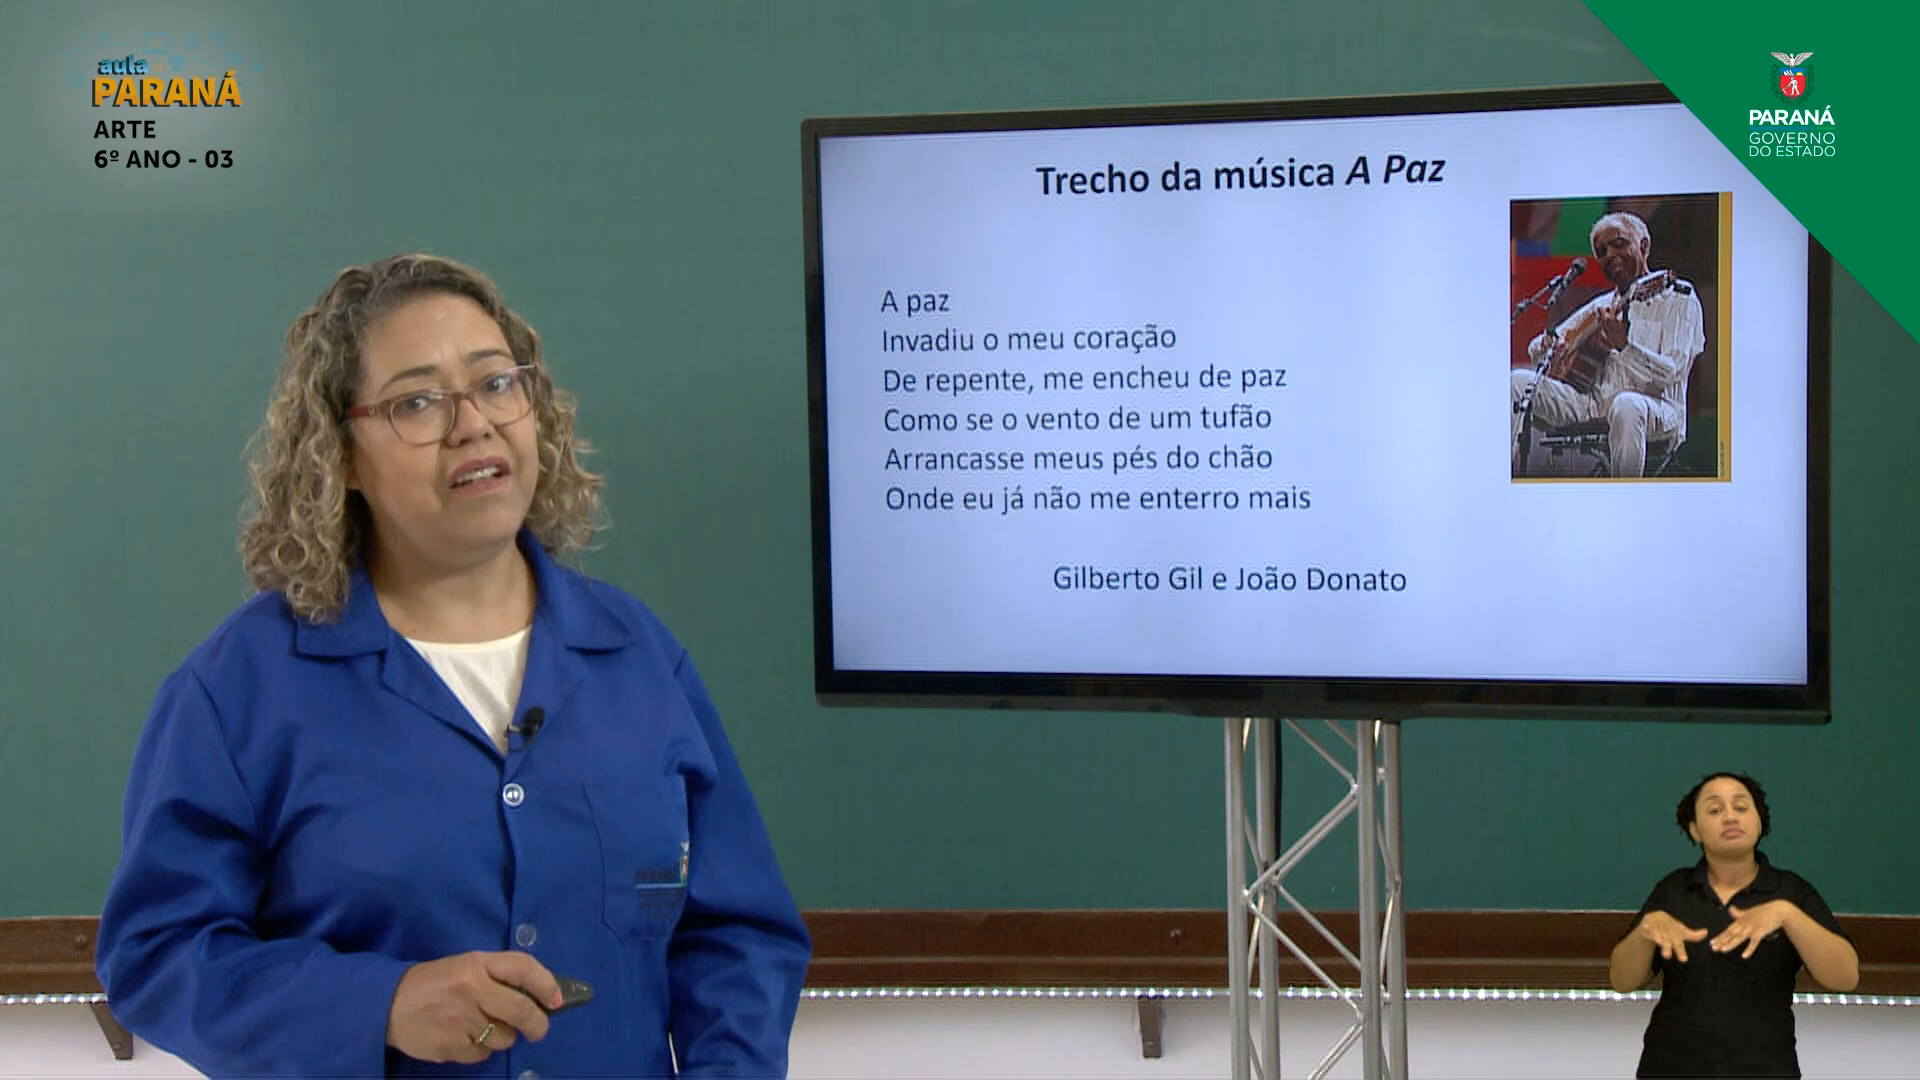 aula
PARANÁ
ARTE
6º ANO - 03
PARANÁ
GOVERNO
DO ESTADO
Trecho da música A Paz
A paz
Invadiu o meu coração
De repente, me encheu de paz
Como se o vento de um tufão
Arrancasse meus pés do chão
Onde eu já não me enterro mais
Gilberto Gil e João Donato